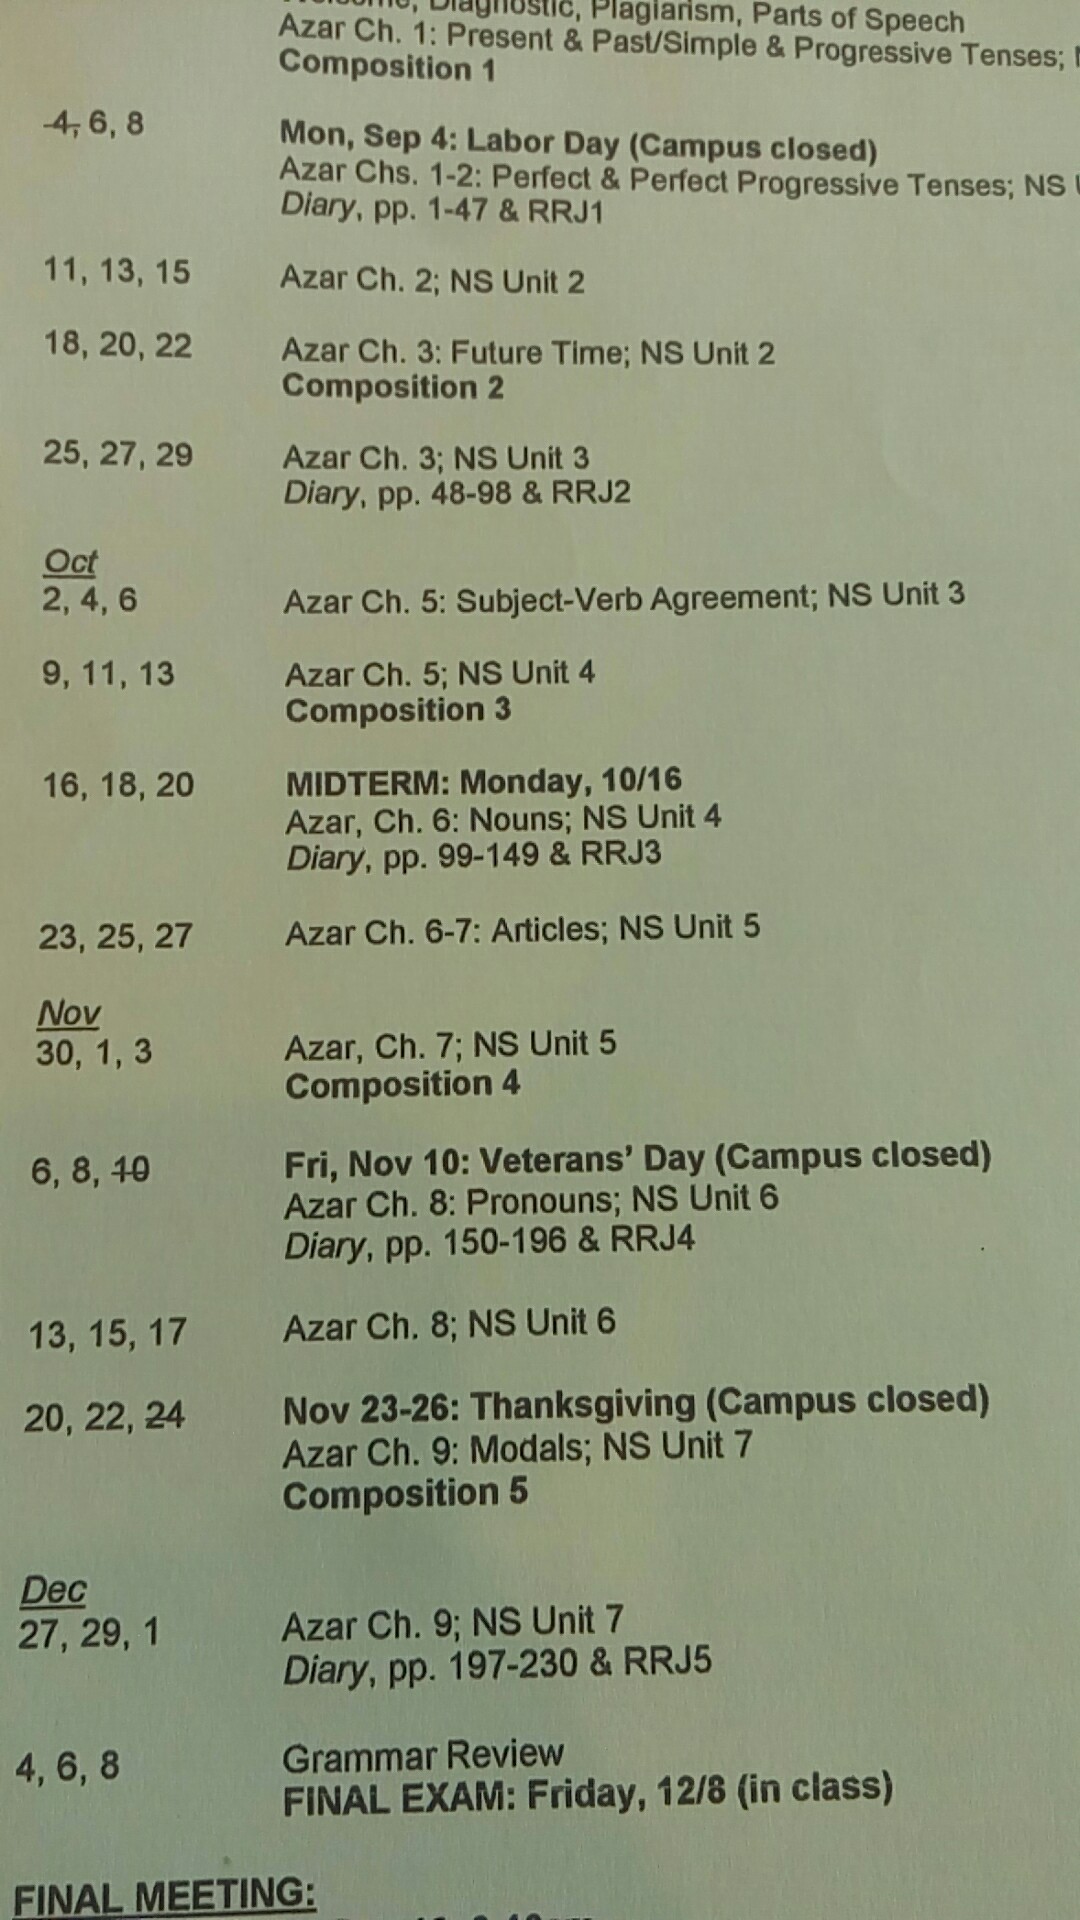 Diagnostic, Plagiarism, Parts of Speech
Azar Ch. 1: Present & Past/Simple & Progressive Tenses;
Composition 1
4, 6, 8
Mon, Sep 4: Labor Day (Campus closed)
Azar Chs. 1-2: Perfect & Perfect Progressive Tenses; NS
Diary, pp. 1-47 & RRJ1
11, 13, 15 Azar Ch. 2; NS Unit 2
18, 20, 22 Azar Ch. 3: Future Time; NS Unit 2
Composition 2
25, 27, 29 Azar Ch. 3; NS Unit 3
Diary, pp. 48-98 & RRJ2
Oct
2, 4, 6 Azar Ch. 5: Subject-Verb Agreement; NS Unit 3
9, 11, 13 Azar Ch. 5; NS Unit 4
Composition 3
16, 18, 20 MIDTERM: Monday, 10/16
Azar, Ch. 6: Nouns; NS Unit 4
Diary, pp. 99-149 & RRJ3
23, 25, 27 Azar Ch. 6-7: Articles; NS Unit 5
Nov
30, 1, 3 Azar, Ch. 7; NS Unit 5
Composition 4
6, 8, 10 Fri, Nov 10: Veterans' Day (Campus closed)
Azar Ch. 8: Pronouns; NS Unit 6
Diary, pp. 150-196 & RRJ4
13, 15, 17 Azar Ch. 8; NS Unit 6
20, 22, 24 Nov 23-26: Thanksgiving (Campus closed)
Azar Ch. 9: Modals; NS Unit 7
Composition 5
Dec
27, 29, 1 Azar Ch. 9; NS Unit 7
Diary, pp. 197-230 & RRJ5
4, 6, 8 Grammar Review
FINAL EXAM: Friday, 12/8 (in class)
FINAL MEETING: